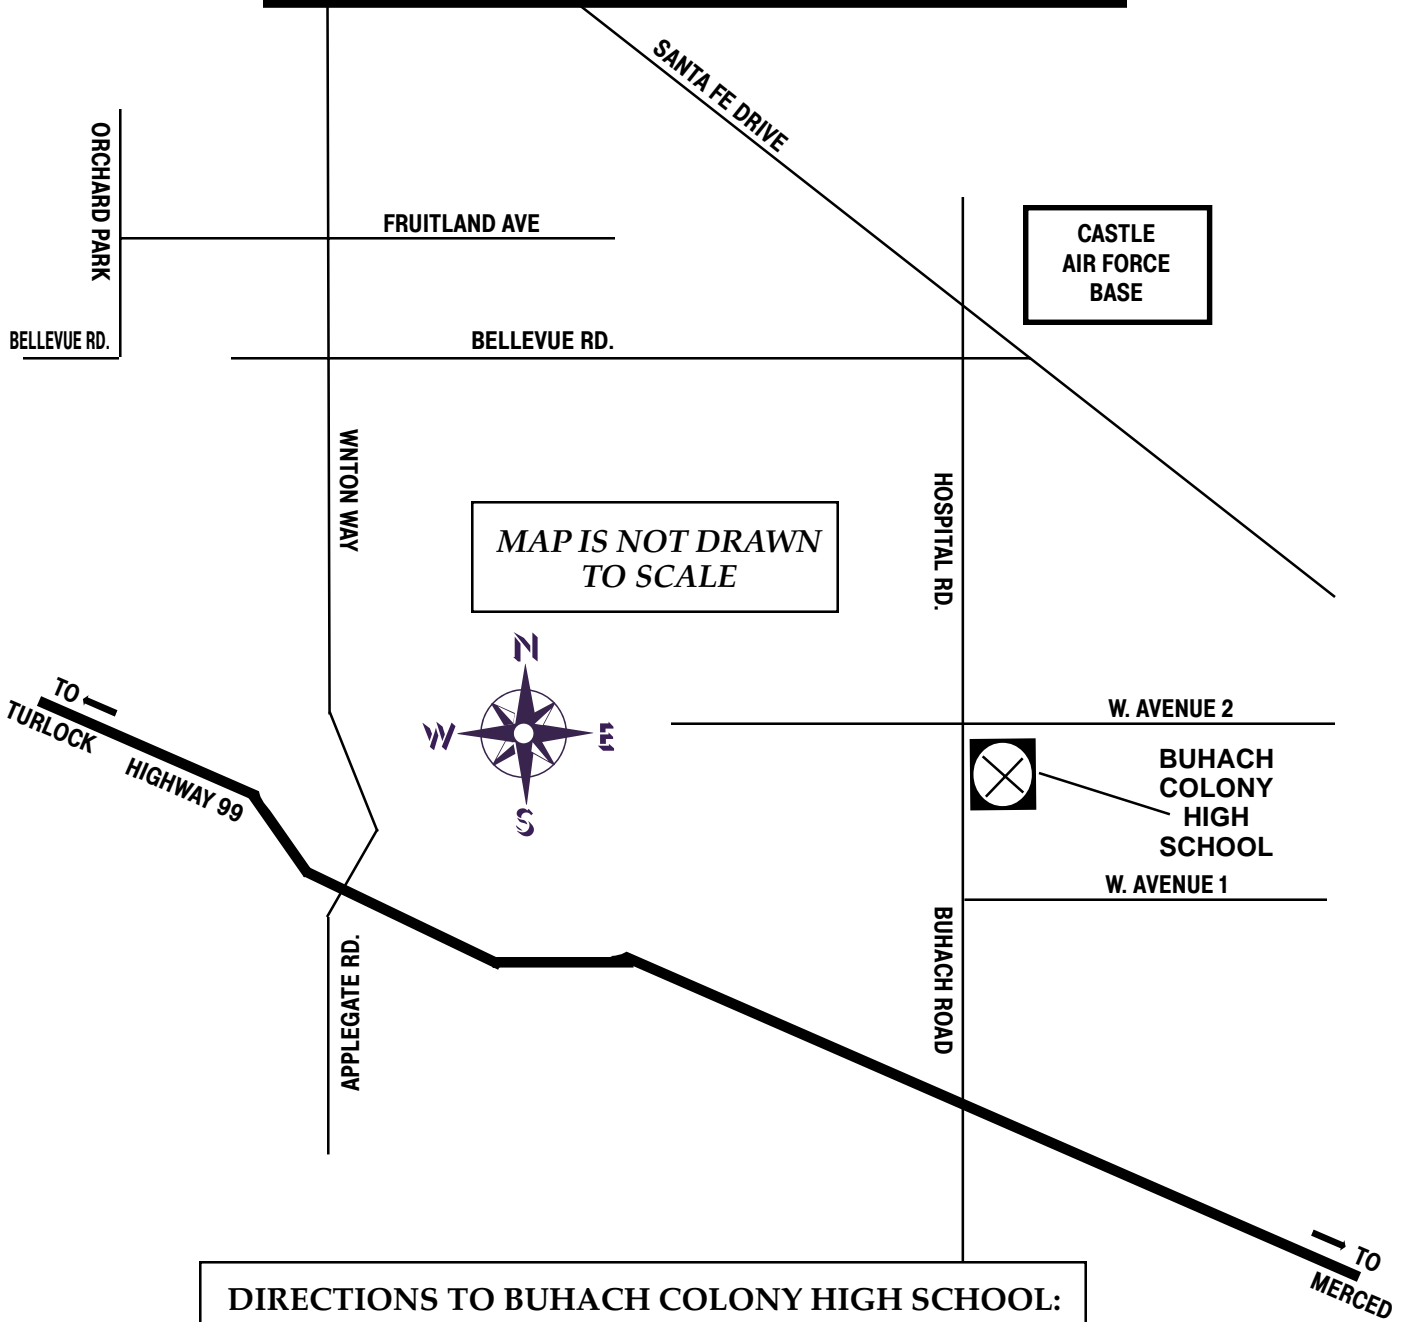 SANTA FE DRIVE
ORCHARD PARK
FRUITLAND AVE
CASTLE
AIR FORCE
BASE
BELLEVUE RD.
BELLEVUE RD.
WNTON WAY
HOSPITAL RD.
MAP IS NOT DRAWN
TO SCALE
N
W
E
S
TO
TURLOCK
HIGHWAY 99
W. AVENUE 2
BUHACH
COLONY
HIGH
SCHOOL
W. AVENUE 1
APPLEGATE RD.
BUHACH ROAD
TO
MERCED
DIRECTIONS TO BUHACH COLONY HIGH SCHOOL: